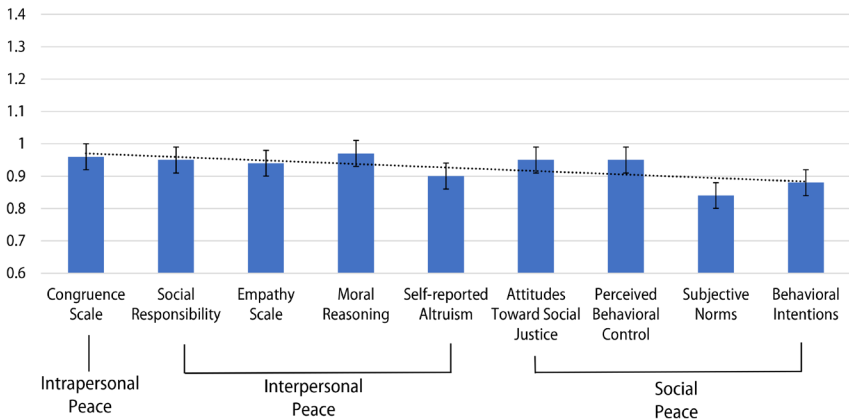 1.4
1.3
1.2
1.1
1
0.9
0.8
0.7
0.6
Congruence
Scale
Social
Responsibility
Empathy
Scale
Moral
Reasoning
Self-reported
Altruism
Attitudes
Toward Social
Justice
Perceived
Behavioral
Control
Subjective
Norms
Behavioral
Intentions
Intrapersonal
Peace
Interpersonal
Peace
Social
Peace